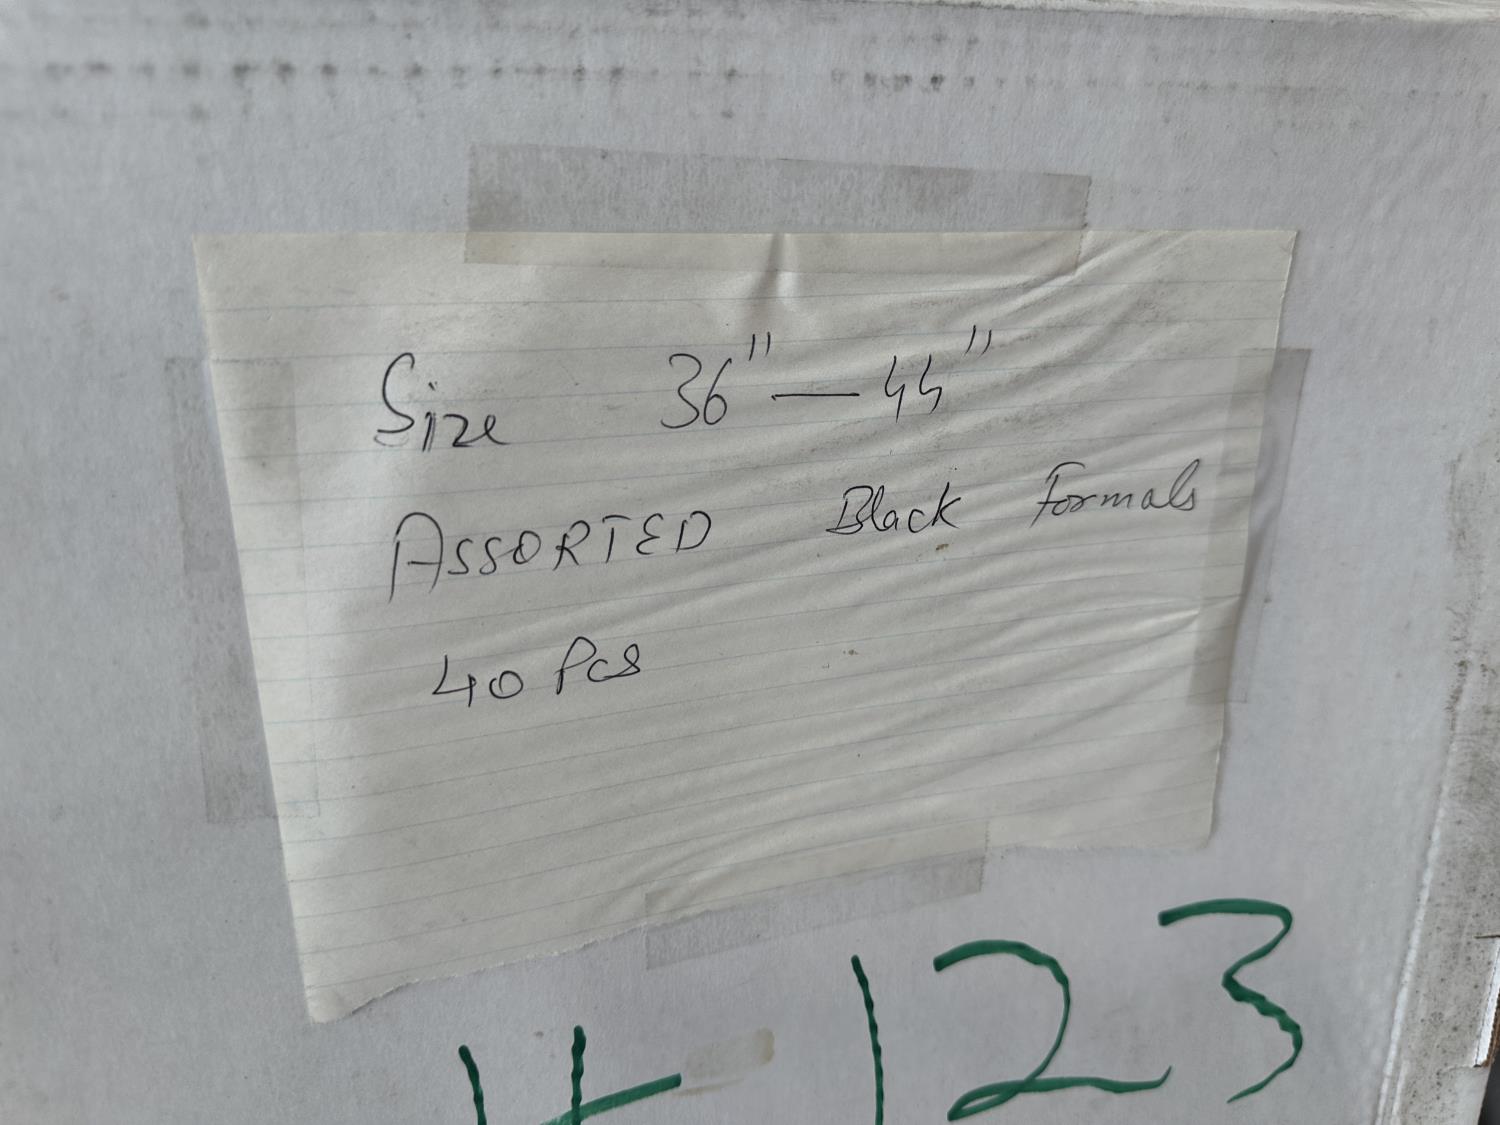 Size 36" — 44"
ASSORTED Black Formals
40 Pcs
# 123